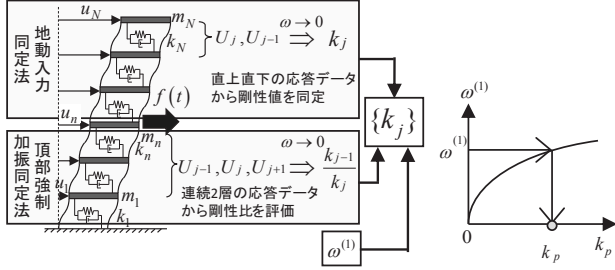 地動入力
同定法
u_N
m_N
k_N
U_j , U_{j-1} ⇒ k_j
ω→0
直上直下の応答データ
から剛性値を同定
f(t)
u_n
m_n
k_n
頂部強制
加振同定法
U_{j-1}, U_j, U_{j+1} ⇒ k_{j-1}/k_j
ω→0
連続2層の応答データ
から剛性比を評価
u_1
m_1
k_1
{k_j}
ω^{(1)}
ω^{(1)}
ω^{(1)}
0
k_p
k_p